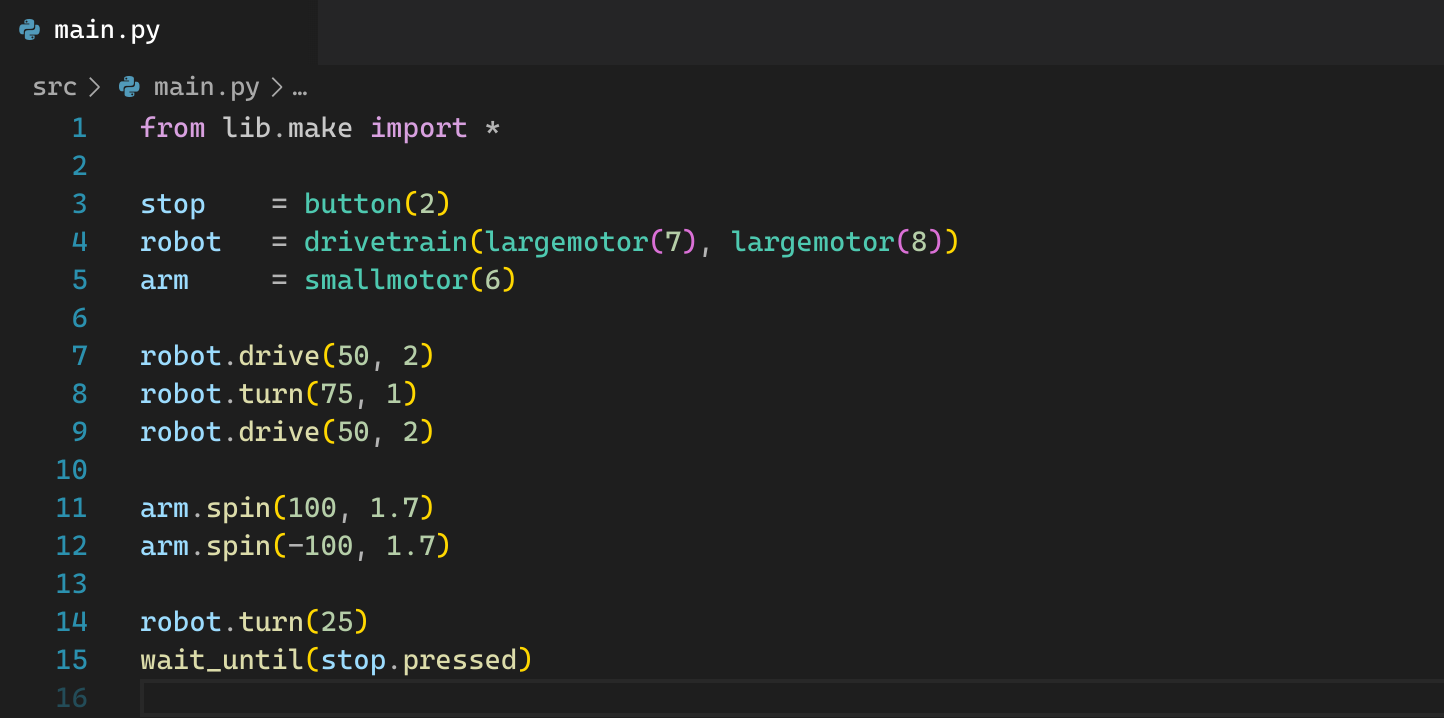 main.py
src > main.py > ...
1 from lib.make import *
2
3 stop    = button(2)
4 robot   = drivetrain(largemotor(7), largemotor(8))
5 arm     = smallmotor(6)
6
7 robot.drive(50, 2)
8 robot.turn(75, 1)
9 robot.drive(50, 2)
10
11 arm.spin(100, 1.7)
12 arm.spin(-100, 1.7)
13
14 robot.turn(25)
15 wait_until(stop.pressed)
16